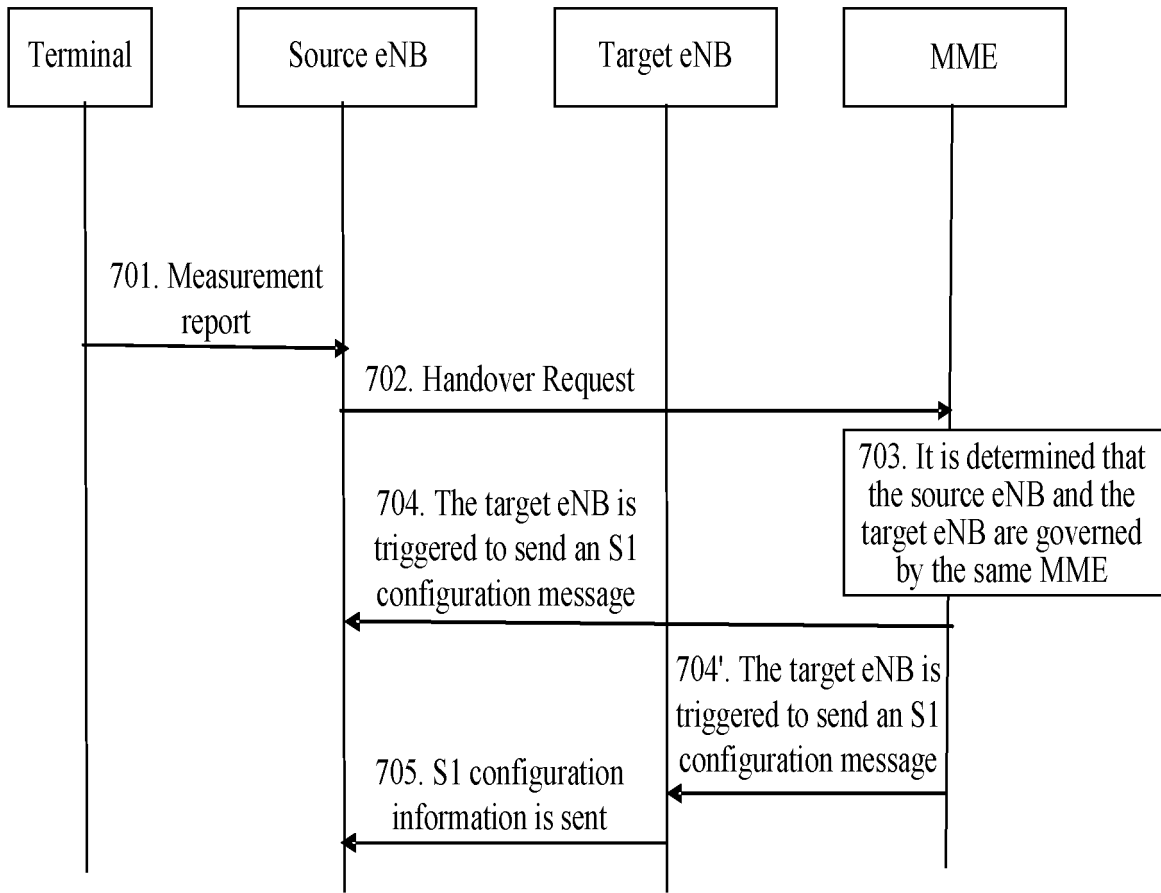 Terminal
Source eNB
Target eNB
MME
701. Measurement
report
702. Handover Request
703. It is determined that
the source eNB and the
target eNB are governed
by the same MME
704. The target eNB is
triggered to send an S1
configuration message
704'. The target eNB is
triggered to send an S1
configuration message
705. S1 configuration
information is sent